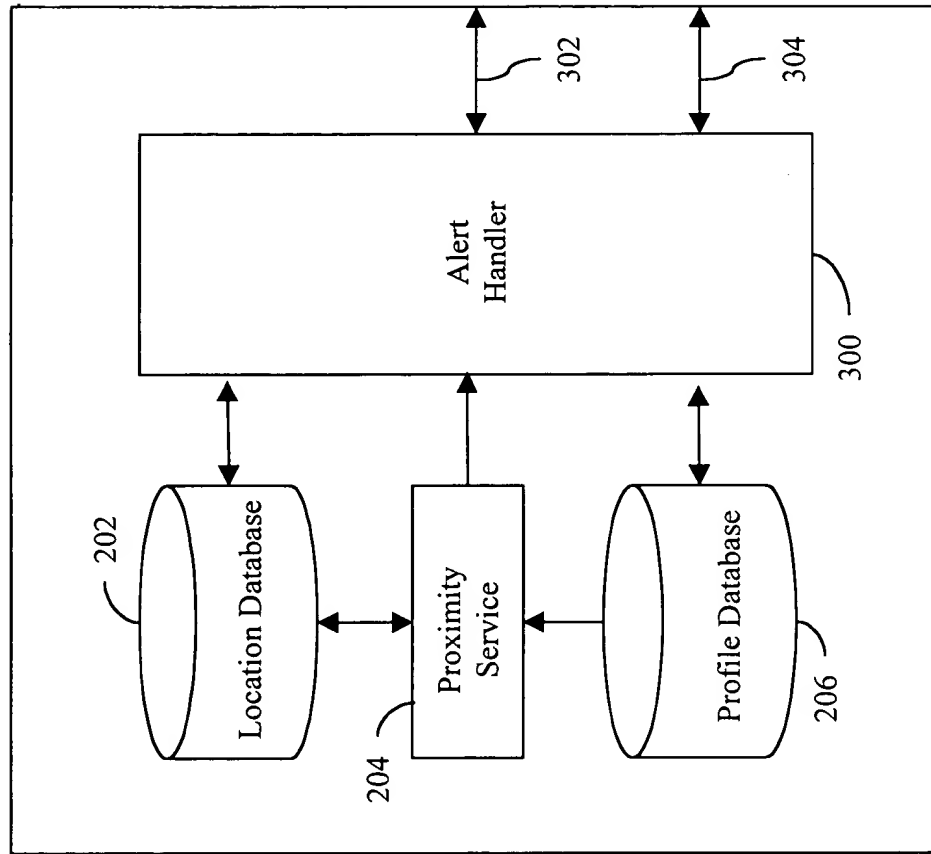 202
Location Database
204
Proximity
Service
206
Profile Database
Alert
Handler
300
302
304